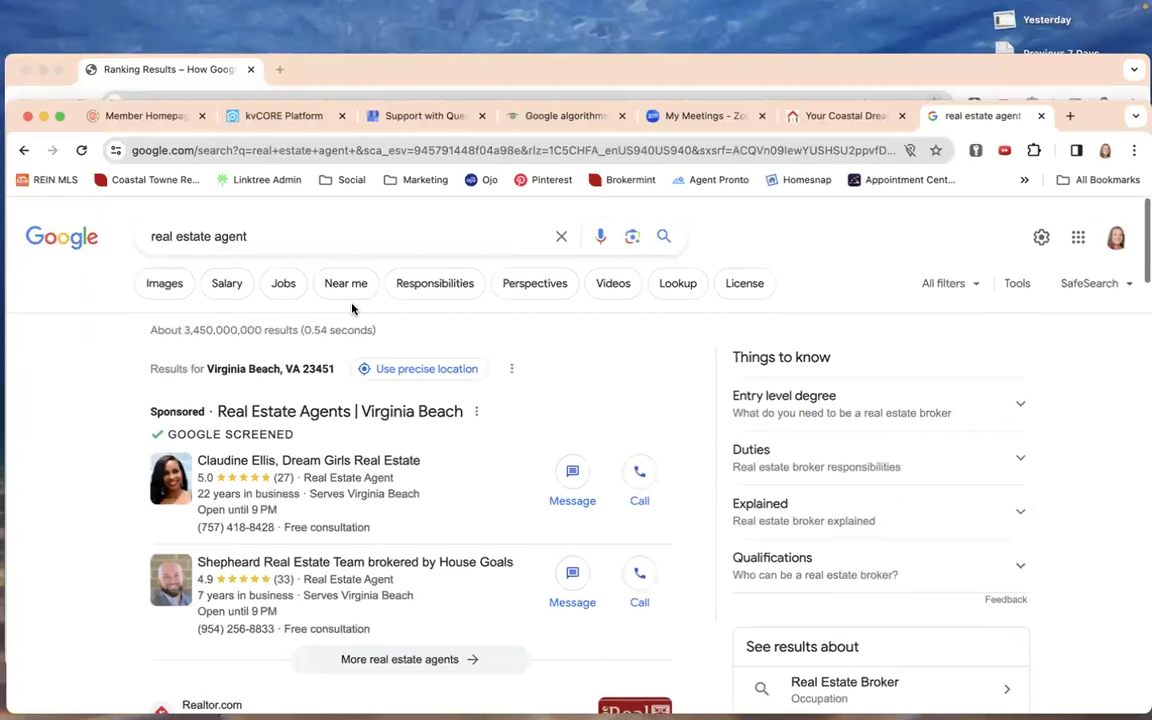 Yesterday
Previous 7 Days
Ranking Results – How Goog
Member Homepag
kvCORE Platform
Support with Que
Google algorithms
My Meetings - Zo
Your Coastal Drea
real estate agent
google.com/search?q=real+estate+agent+&sca_esv=945791448f04a98e&rlz=1C5CHFA_enUS940US940&sxsrf=ACQVn09IewYUSHSU2ppvfD...
REIN MLS
Coastal Towne Re...
Linktree Admin
Social
Marketing
Ojo
Pinterest
Brokermint
Agent Pronto
Homesnap
Appointment Cent...
All Bookmarks
Google
real estate agent
Images
Salary
Jobs
Near me
Responsibilities
Perspectives
Videos
Lookup
License
All filters
Tools
SafeSearch
About 3,450,000,000 results (0.54 seconds)
Results for Virginia Beach, VA 23451
Use precise location
Sponsored · Real Estate Agents | Virginia Beach
GOOGLE SCREENED
Claudine Ellis, Dream Girls Real Estate
5.0 (27) · Real Estate Agent
22 years in business · Serves Virginia Beach
Open until 9 PM
(757) 418-8428 · Free consultation
Message
Call
Shepheard Real Estate Team brokered by House Goals
4.9 (33) · Real Estate Agent
7 years in business · Serves Virginia Beach
Open until 9 PM
(954) 256-8833 · Free consultation
Message
Call
More real estate agents
Realtor.com
Things to know
Entry level degree
What do you need to be a real estate broker
Duties
Real estate broker responsibilities
Explained
Real estate broker explained
Qualifications
Who can be a real estate broker?
Feedback
See results about
Real Estate Broker
Occupation